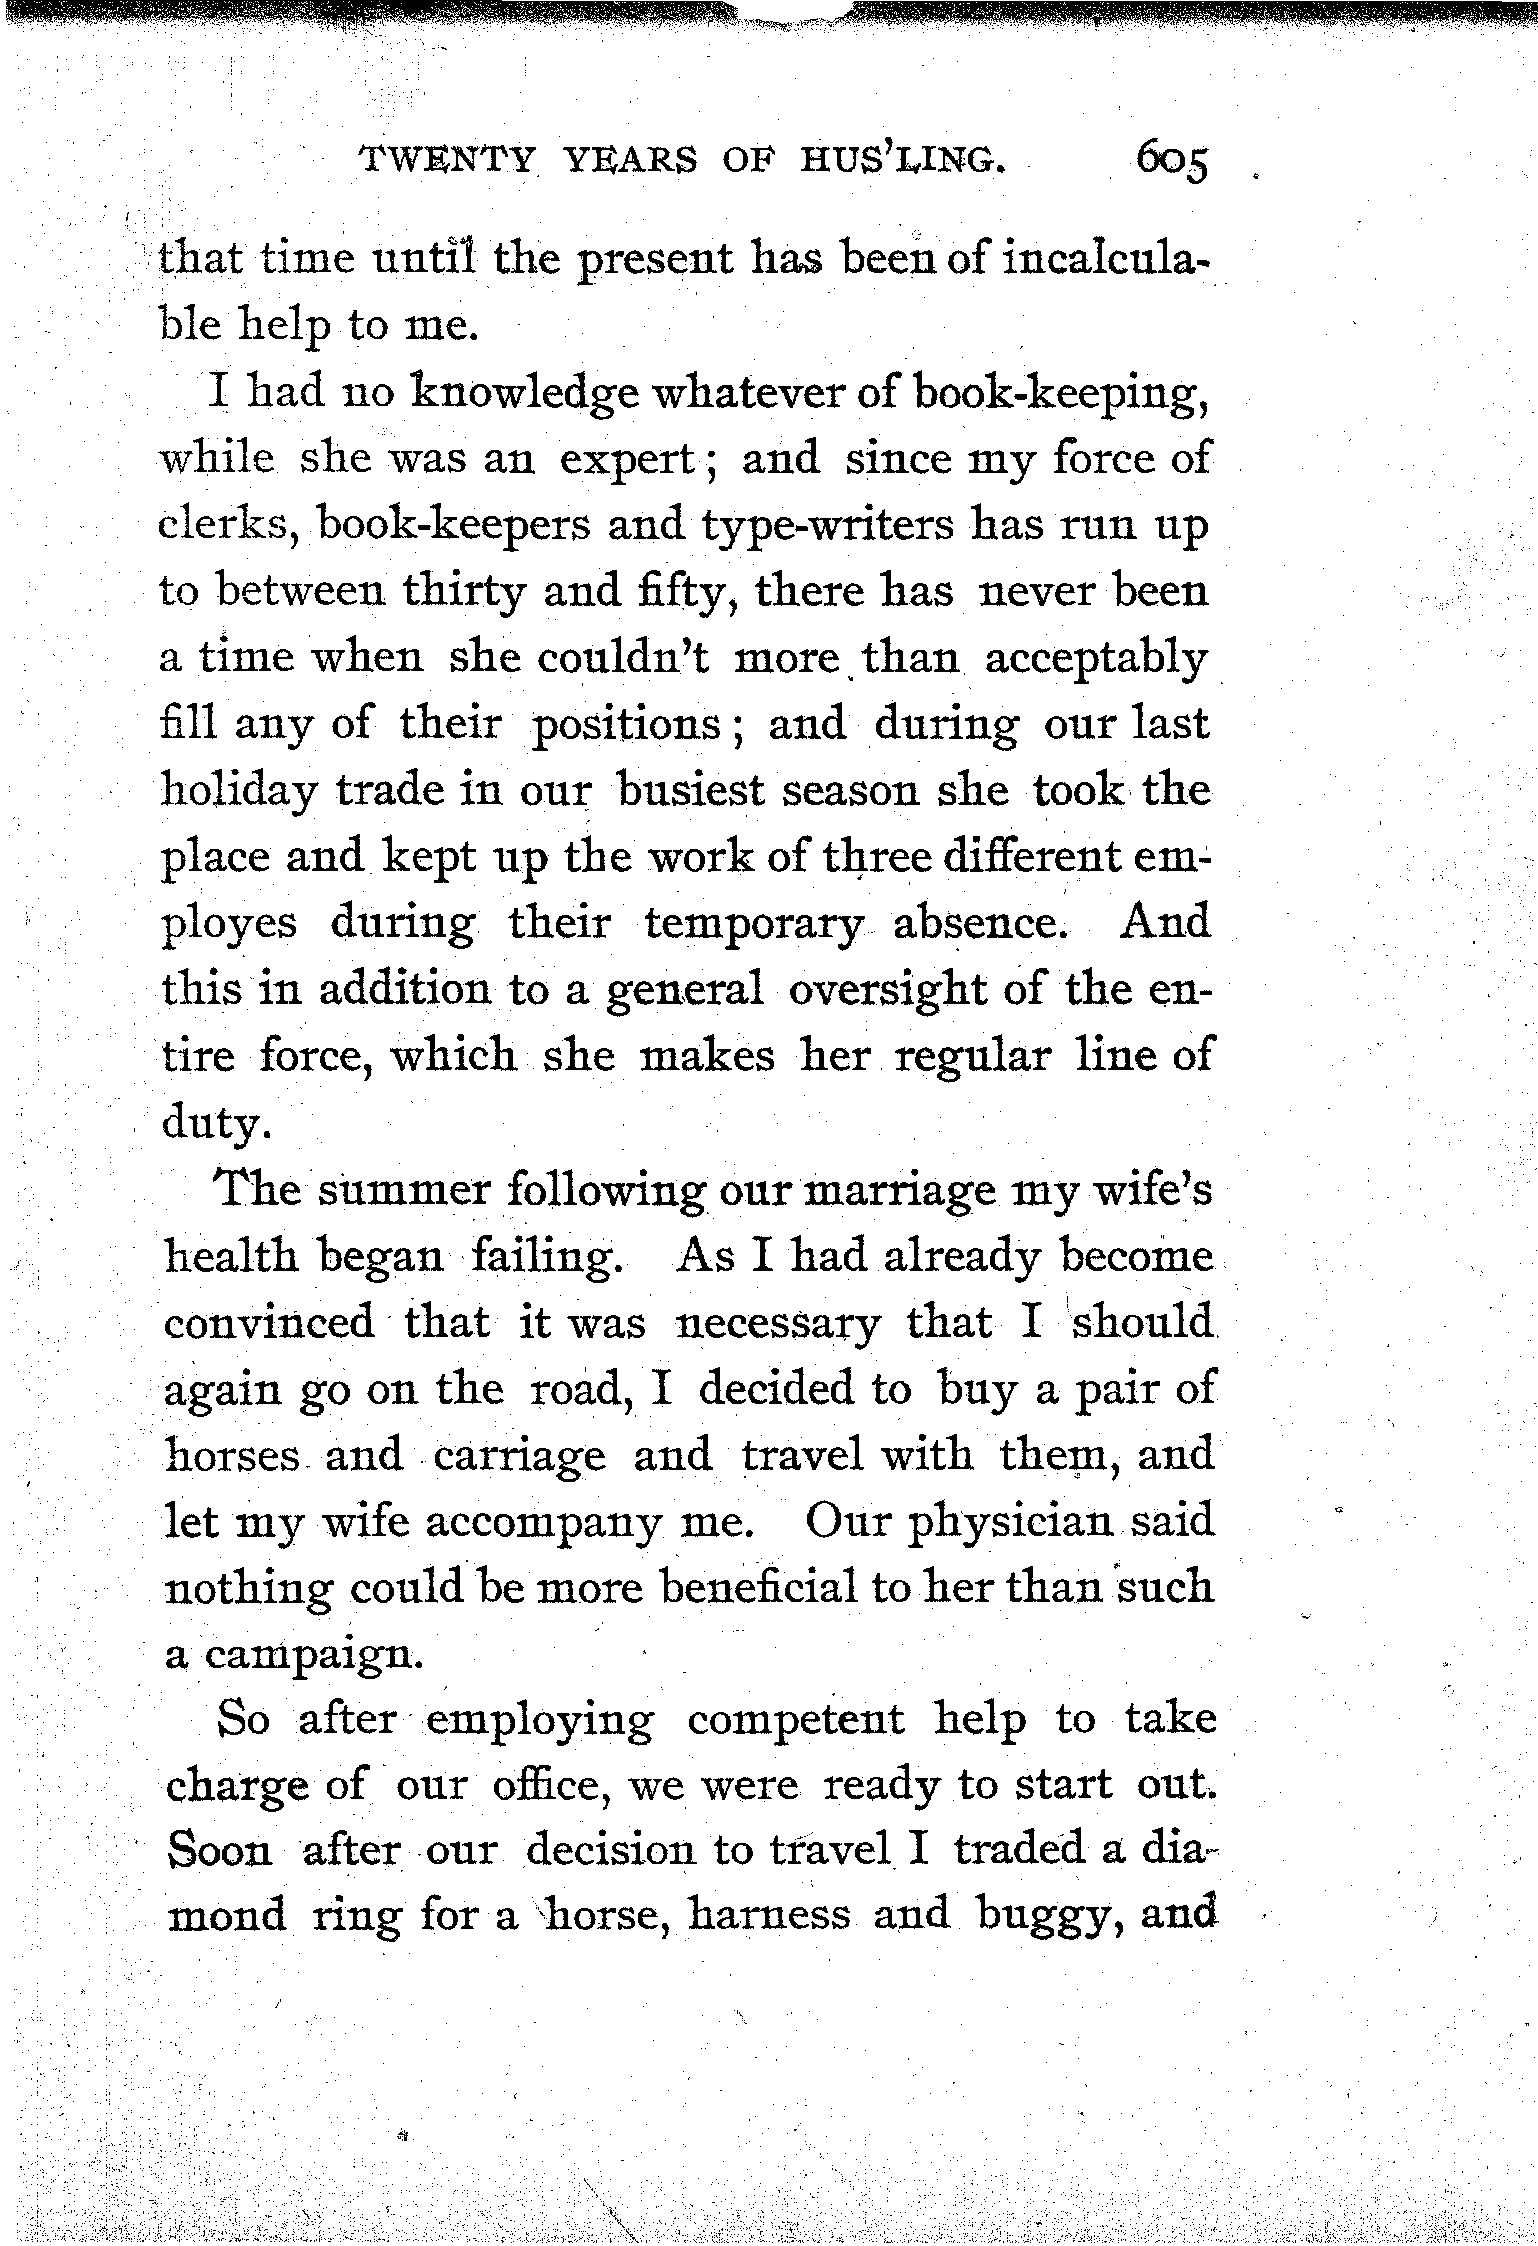 TWENTY YEARS OF HUS'LING. 605
that time until the present has been of incalcula-
ble help to me.
I had no knowledge whatever of book-keeping,
while she was an expert; and since my force of
clerks, book-keepers and type-writers has run up
to between thirty and fifty, there has never been
a time when she couldn't more than acceptably
fill any of their positions; and during our last
holiday trade in our busiest season she took the
place and kept up the work of three different em-
ployes during their temporary absence. And
this in addition to a general oversight of the en-
tire force, which she makes her regular line of
duty.
The summer following our marriage my wife's
health began failing. As I had already become
convinced that it was necessary that I should
again go on the road, I decided to buy a pair of
horses and carriage and travel with them, and
let my wife accompany me. Our physician said
nothing could be more beneficial to her than such
a campaign.
So after employing competent help to take
charge of our office, we were ready to start out.
Soon after our decision to travel I traded a dia-
mond ring for a horse, harness and buggy, and